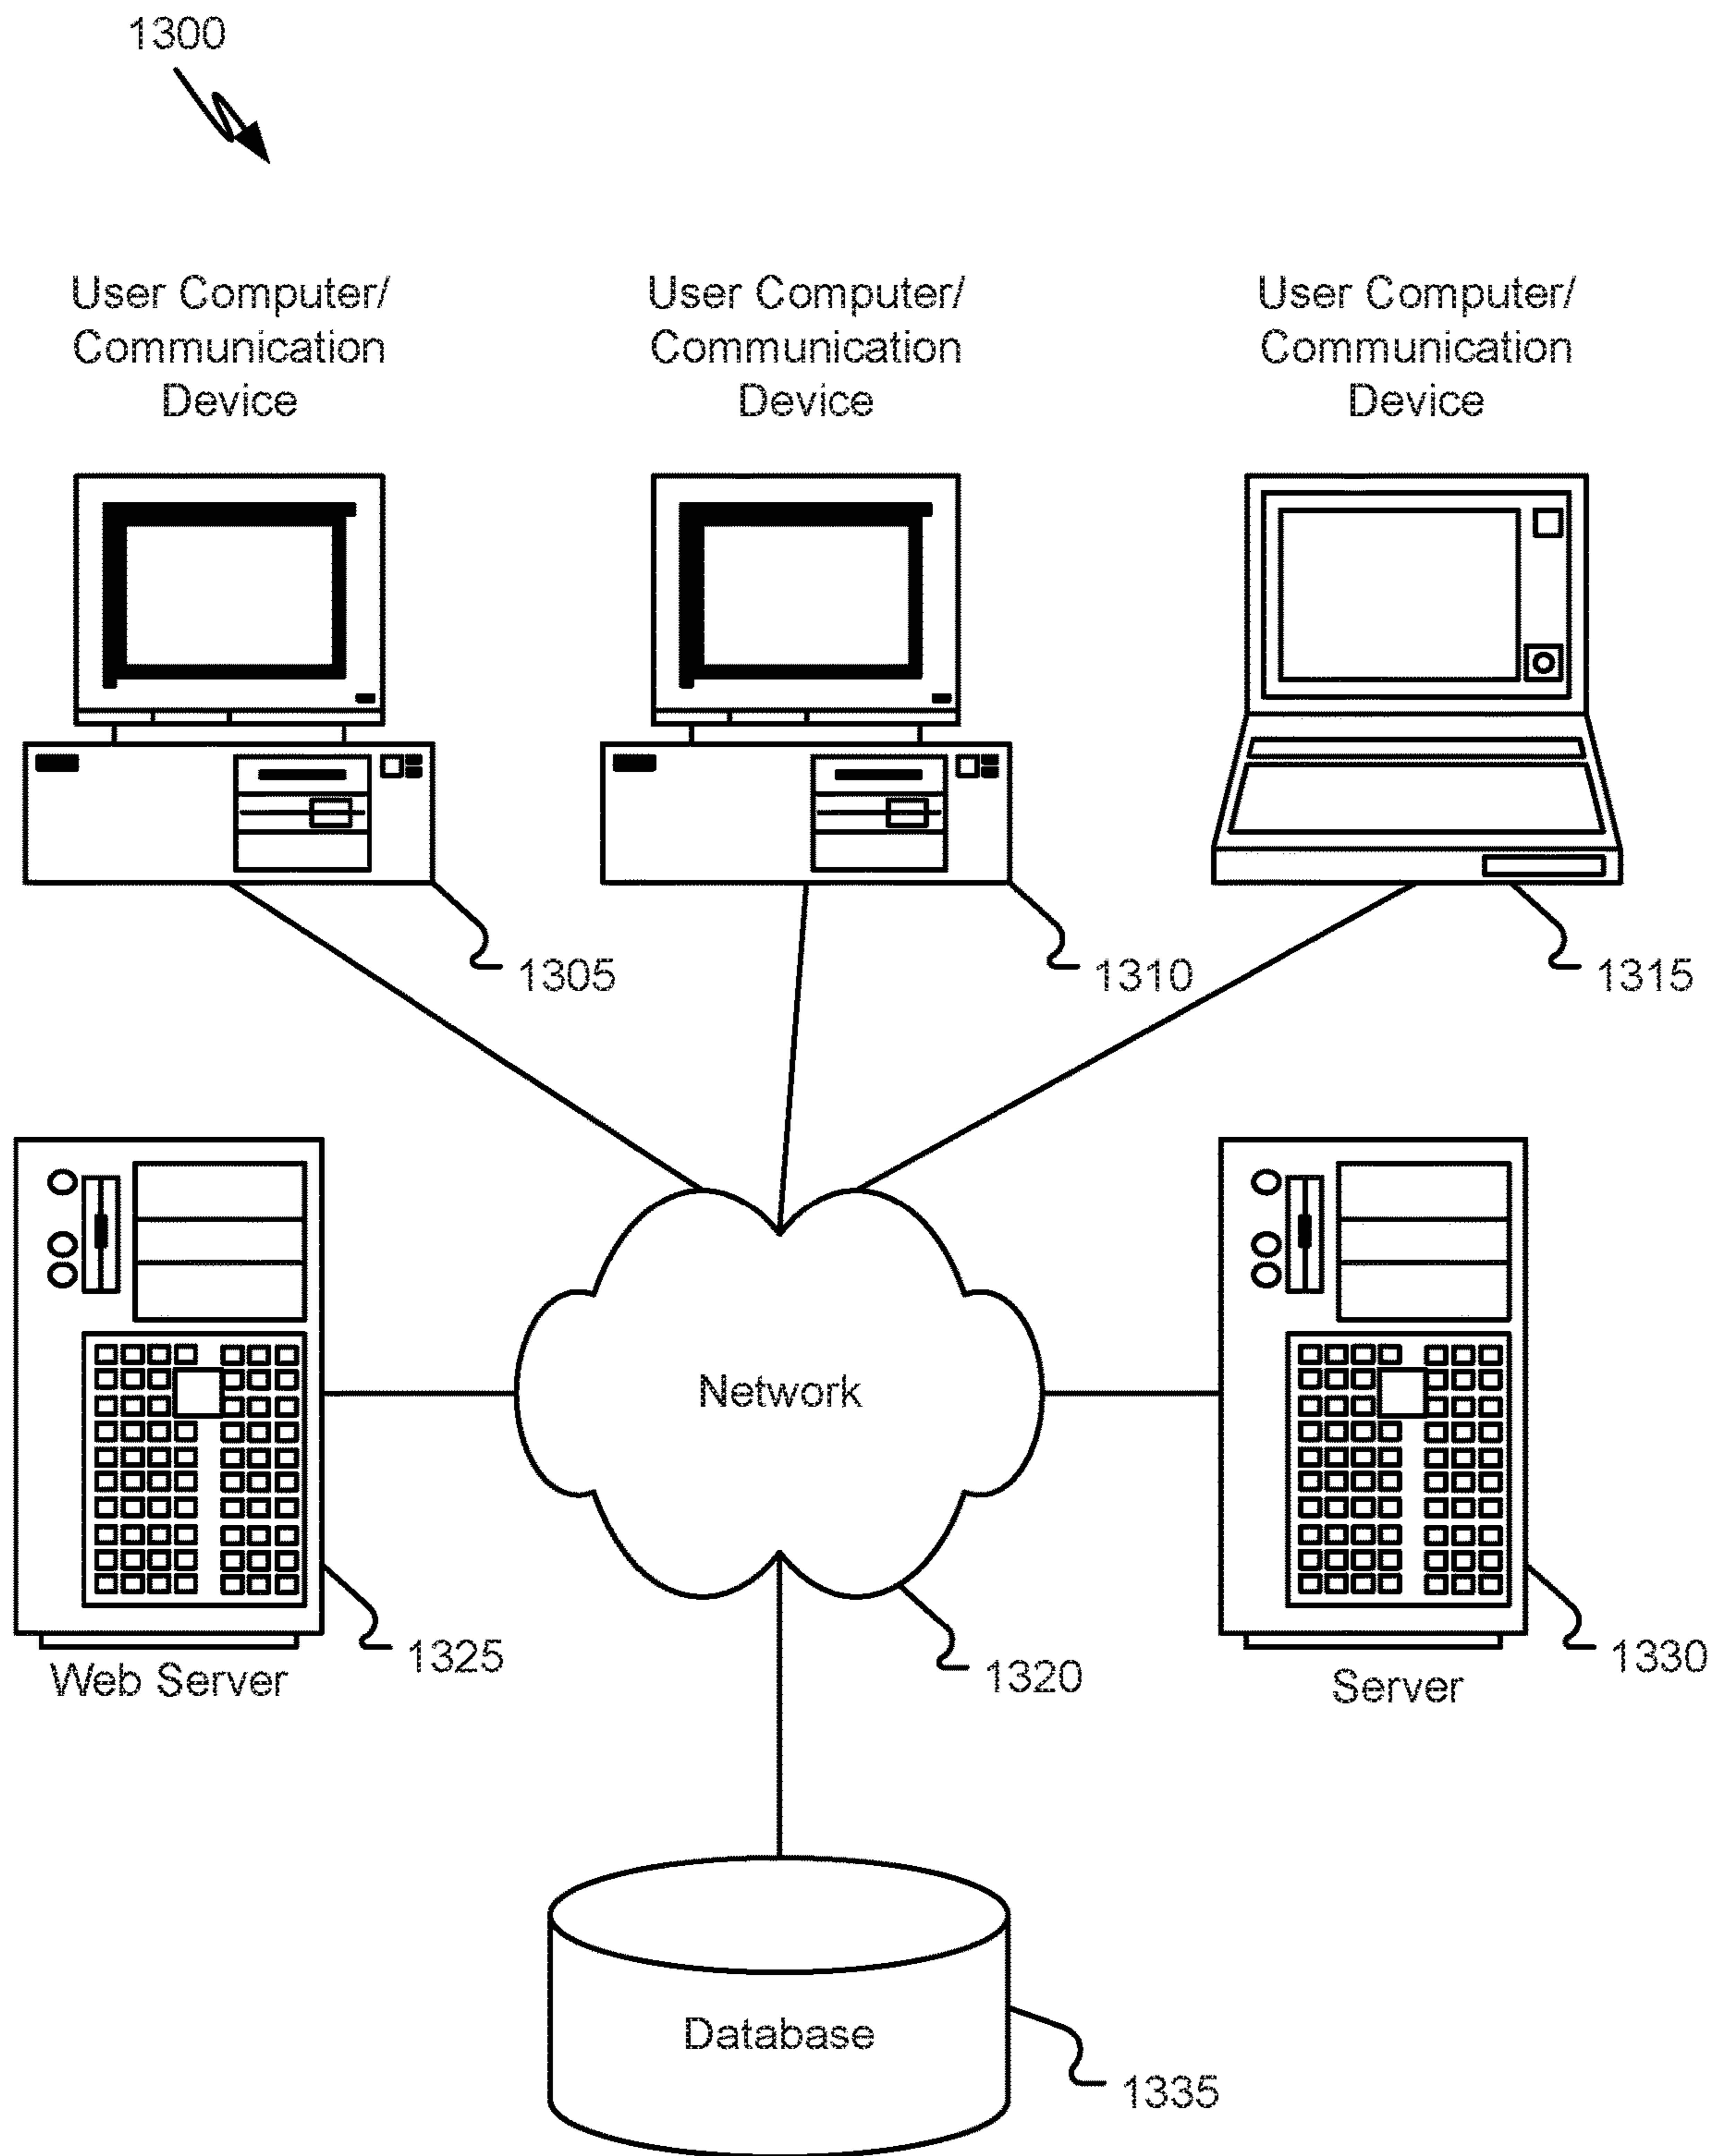 1300
User Computer/
Communication
Device
User Computer/
Communication
Device
User Computer/
Communication
Device
1305
1310
1315
Network
1325
1320
1330
Web Server
Server
Database
1335